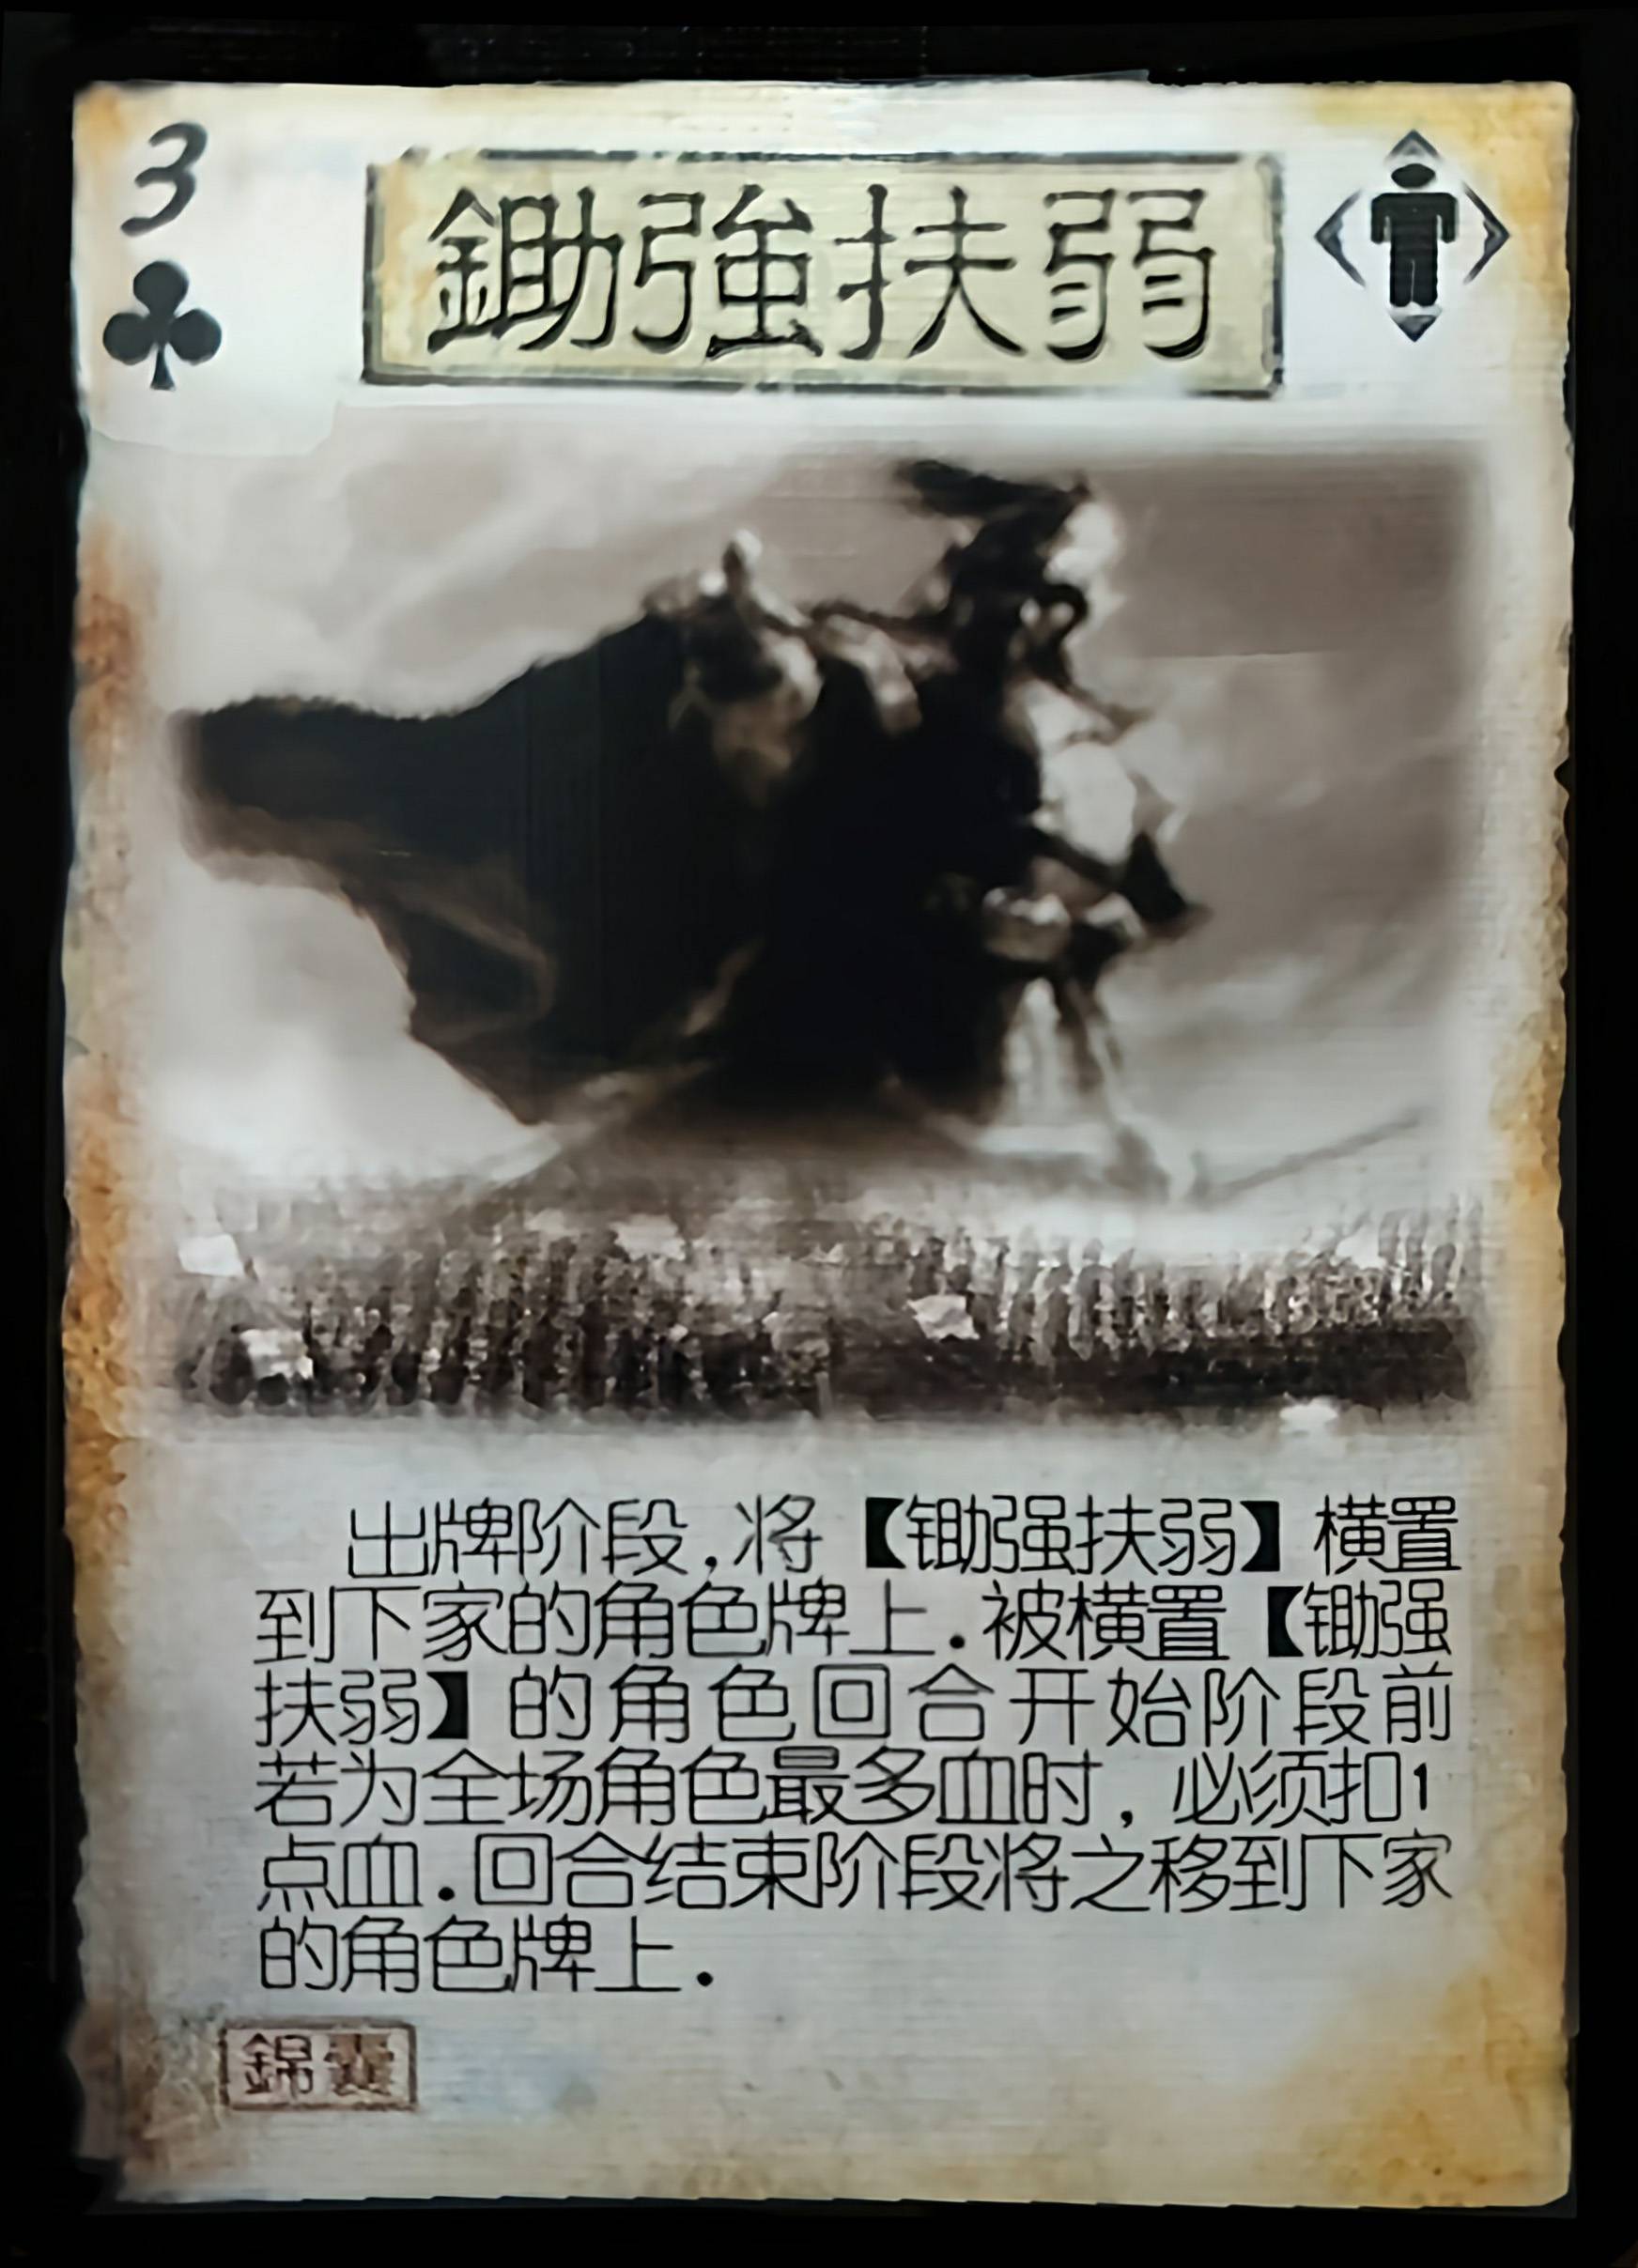 3
鋤強扶弱
出牌阶段,将【锄强扶弱】横置
到下家的角色牌上.被横置【锄强
扶弱】的角色回合开始阶段前
若为全场角色最多血时,必须扣1
点血.回合结束阶段将之移到下家
的角色牌上.
錦囊